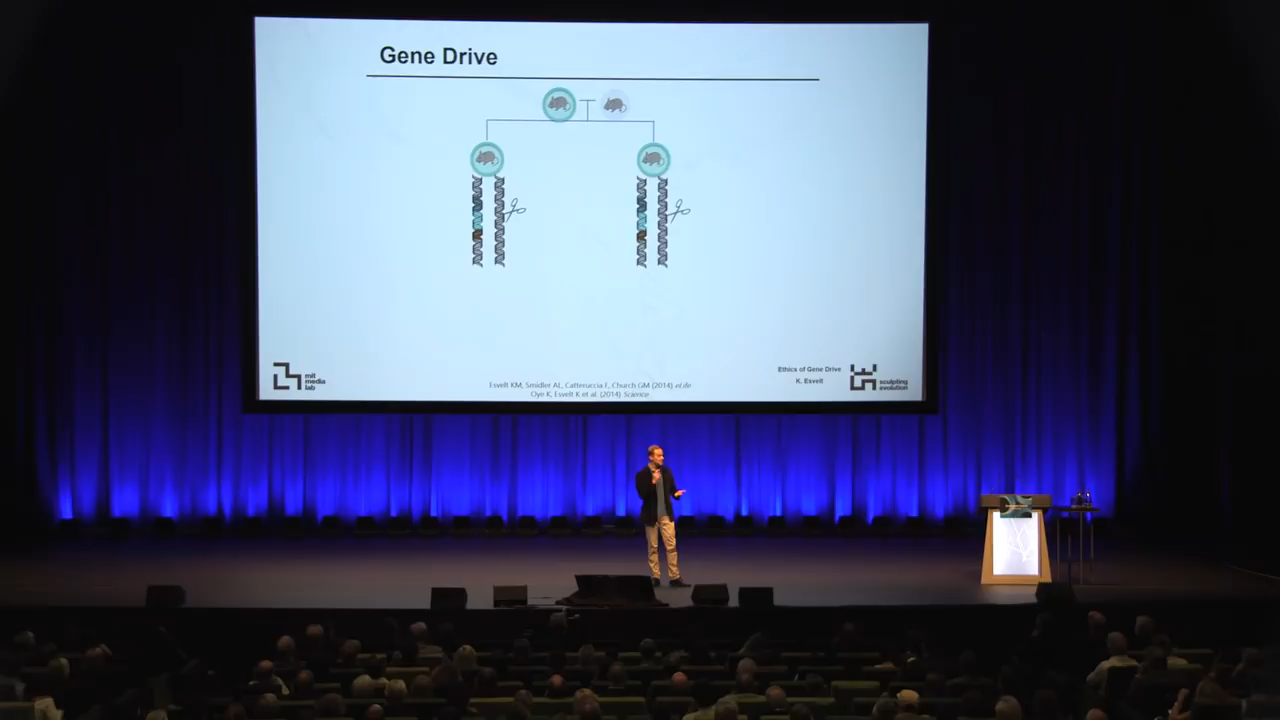 Gene Drive
mit
media
lab
Esvelt KM, Smidler AL, Catteruccia F, Church GM (2014) eLife
Oye K, Esvelt K et al. (2014) Science
Ethics of Gene Drive
K. Esvelt
sculpting
evolution